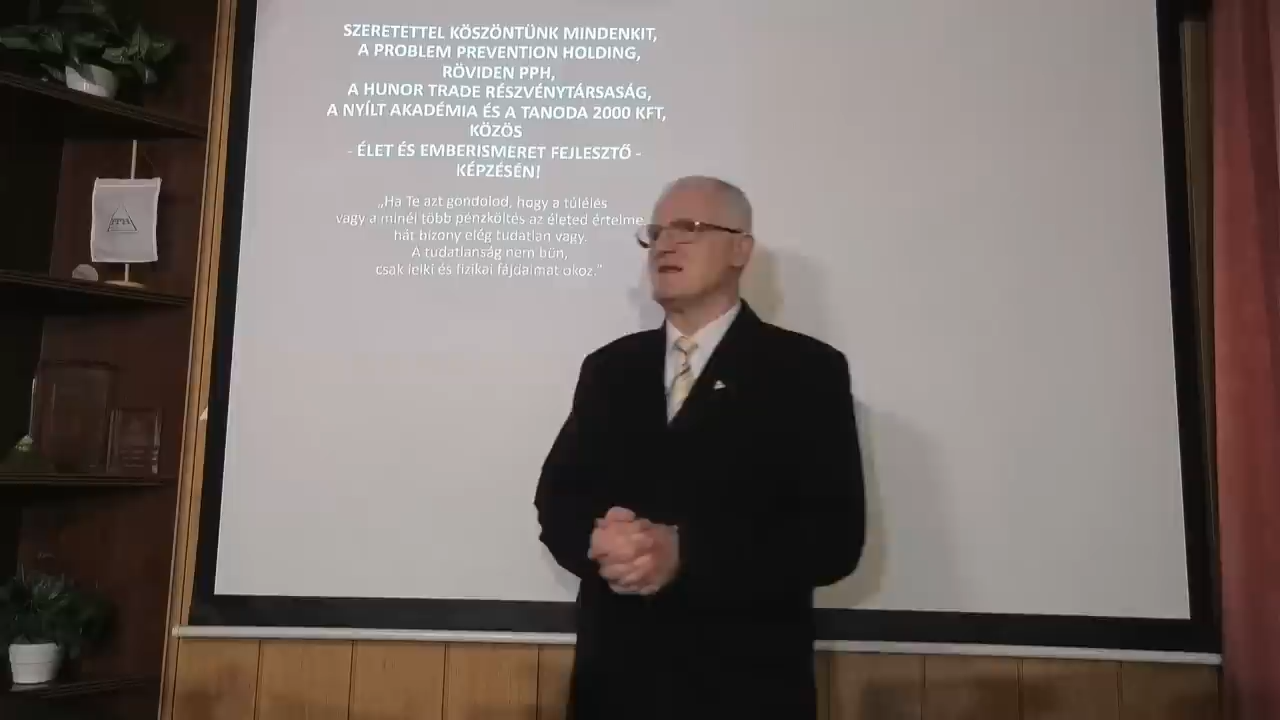 SZERETETTEL KÖSZÖNTÜNK MINDENKIT,
A PROBLEM PREVENTION HOLDING,
RÖVIDEN PPH,
A HUNOR TRADE RÉSZVÉNYTÁRSASÁG,
A NYÍLT AKADÉMIA ÉS A TANODA 2000 KFT,
KÖZÖS
- ÉLET ÉS EMBERISMERET FEJLESZTŐ -
KÉPZÉSÉN!
„Ha Te azt gondolod, hogy a túlélés
vagy a minél több pénzköltés az életed értelme,
hát bizony elég tudatlan vagy.
A tudatlanság nem bűn,
csak lelki és fizikai fájdalmat okoz.”